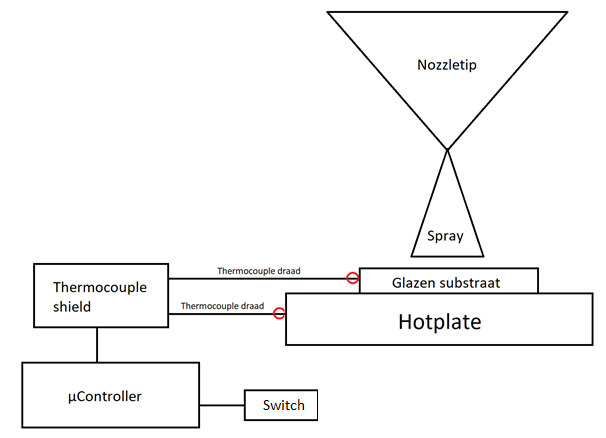 Nozzletip
Spray
Thermocouple draad
Thermocouple
shield
Glazen substraat
Thermocouple draad
Hotplate
µController
Switch